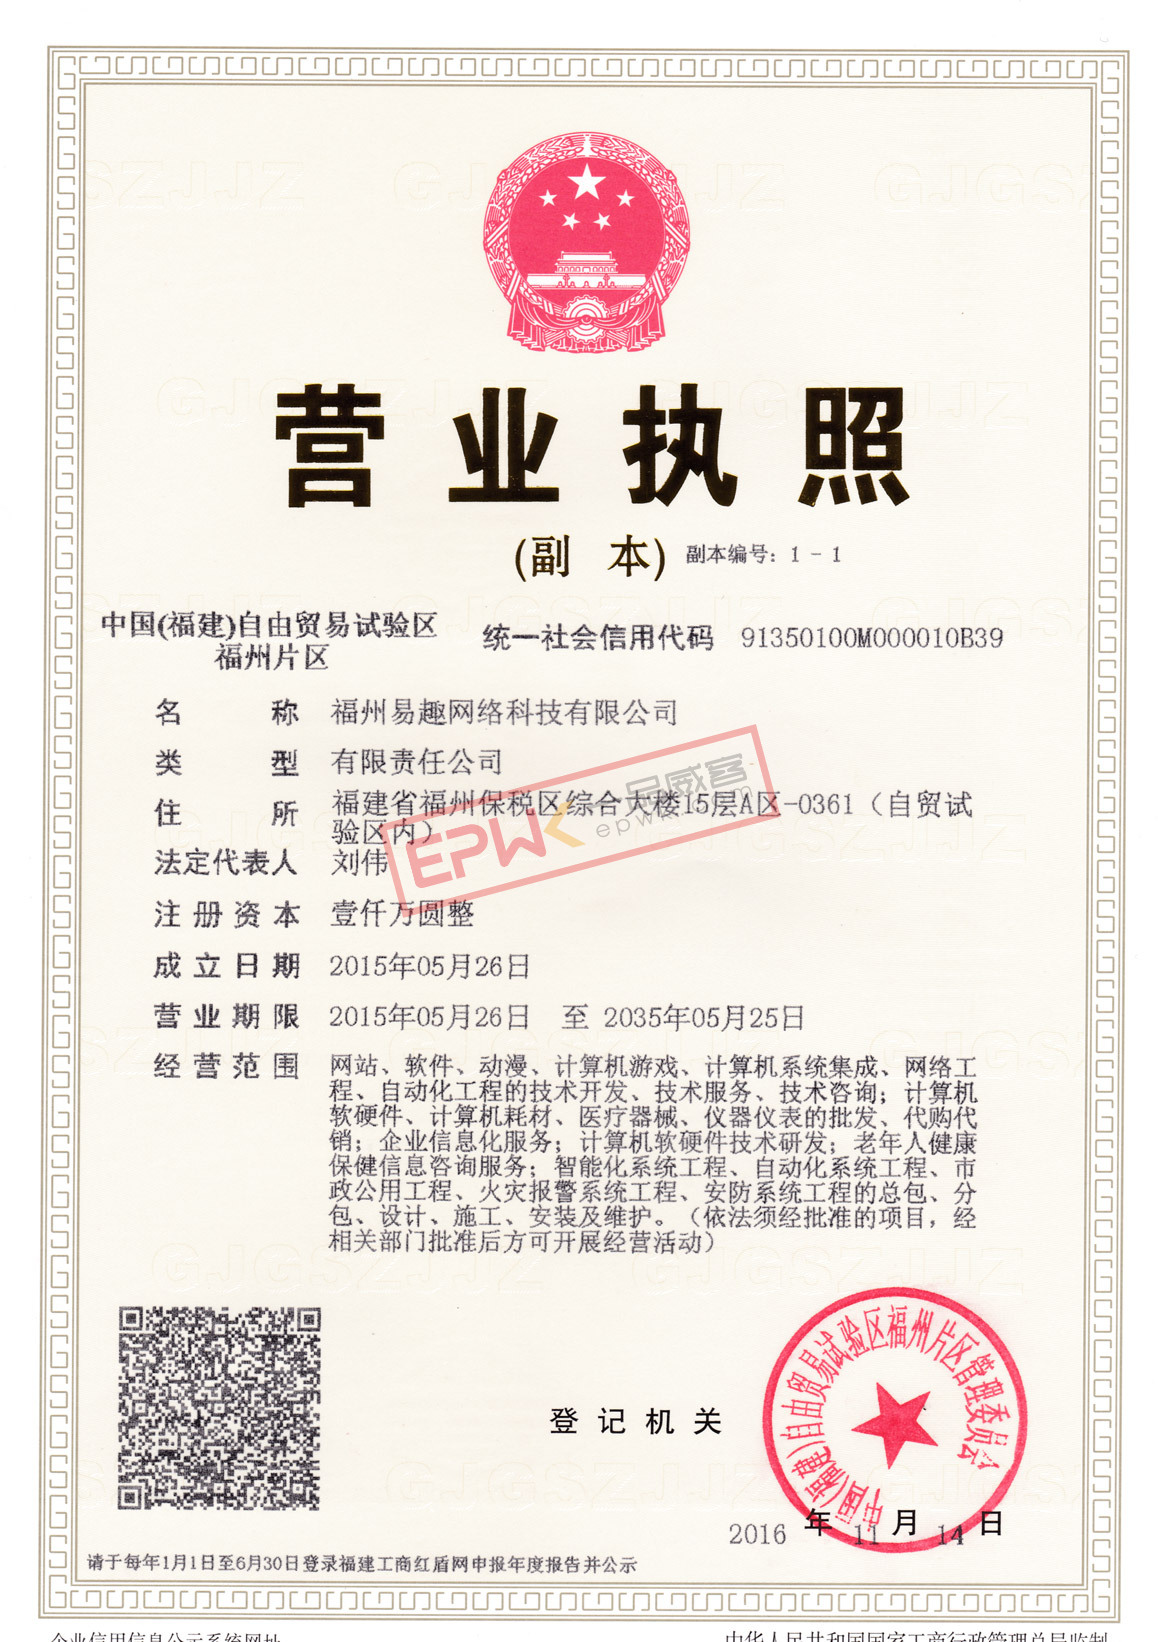 营业执照
(副 本) 副本编号：1-1
中国(福建)自由贸易试验区
福州片区
统一社会信用代码 91350100M000010B39
名 称 福州易趣网络科技有限公司
类 型 有限责任公司
住 所 福建省福州保税区综合大楼15层A区-0361（自贸试
验区内）
法定代表人 刘伟
注册资本 壹仟万圆整
成立日期 2015年05月26日
营业期限 2015年05月26日 至 2035年05月25日
经营范围 网站、软件、动漫、计算机游戏、计算机系统集成、网络工
程、自动化工程的技术开发、技术服务、技术咨询；计算机
软硬件、计算机耗材、医疗器械、仪器仪表的批发、代购代
销；企业信息化服务；计算机软硬件技术研发；老年人健康
保健信息咨询服务；智能化系统工程、自动化系统工程、市
政公用工程、火灾报警系统工程、安防系统工程的总包、分
包、设计、施工、安装及维护。（依法须经批准的项目，经
相关部门批准后方可开展经营活动）
EPWK 一品威客
epwk.com
登记机关
中国(福建)自由贸易试验区福州片区管理委员会
2016 年 11 月 14 日
请于每年1月1日至6月30日登录福建工商红盾网申报年度报告并公示
企业信用信息公示系统网址
中华人民共和国国家工商行政管理总局监制